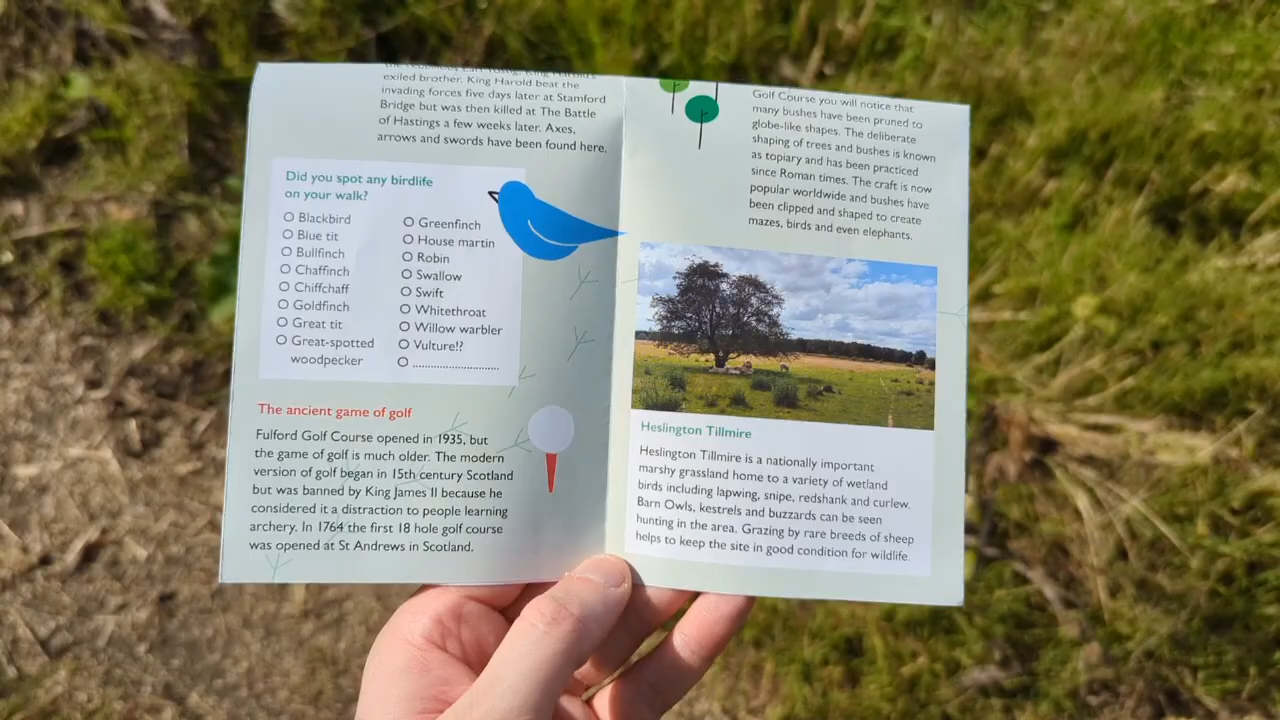 exiled brother. King Harold beat the
invading forces five days later at Stamford
Bridge but was then killed at The Battle
of Hastings a few weeks later. Axes,
arrows and swords have been found here.
Did you spot any birdlife
on your walk?
Blackbird
Blue tit
Bullfinch
Chaffinch
Chiffchaff
Goldfinch
Great tit
Great-spotted
woodpecker
Greenfinch
House martin
Robin
Swallow
Swift
Whitethroat
Willow warbler
Vulture!?
..............................
The ancient game of golf
Fulford Golf Course opened in 1935, but
the game of golf is much older. The modern
version of golf began in 15th century Scotland
but was banned by King James II because he
considered it a distraction to people learning
archery. In 1764 the first 18 hole golf course
was opened at St Andrews in Scotland.
Golf Course you will notice that
many bushes have been pruned to
globe-like shapes. The deliberate
shaping of trees and bushes is known
as topiary and has been practiced
since Roman times. The craft is now
popular worldwide and bushes have
been clipped and shaped to create
mazes, birds and even elephants.
Heslington Tillmire
Heslington Tillmire is a nationally important
marshy grassland home to a variety of wetland
birds including lapwing, snipe, redshank and curlew.
Barn Owls, kestrels and buzzards can be seen
hunting in the area. Grazing by rare breeds of sheep
helps to keep the site in good condition for wildlife.